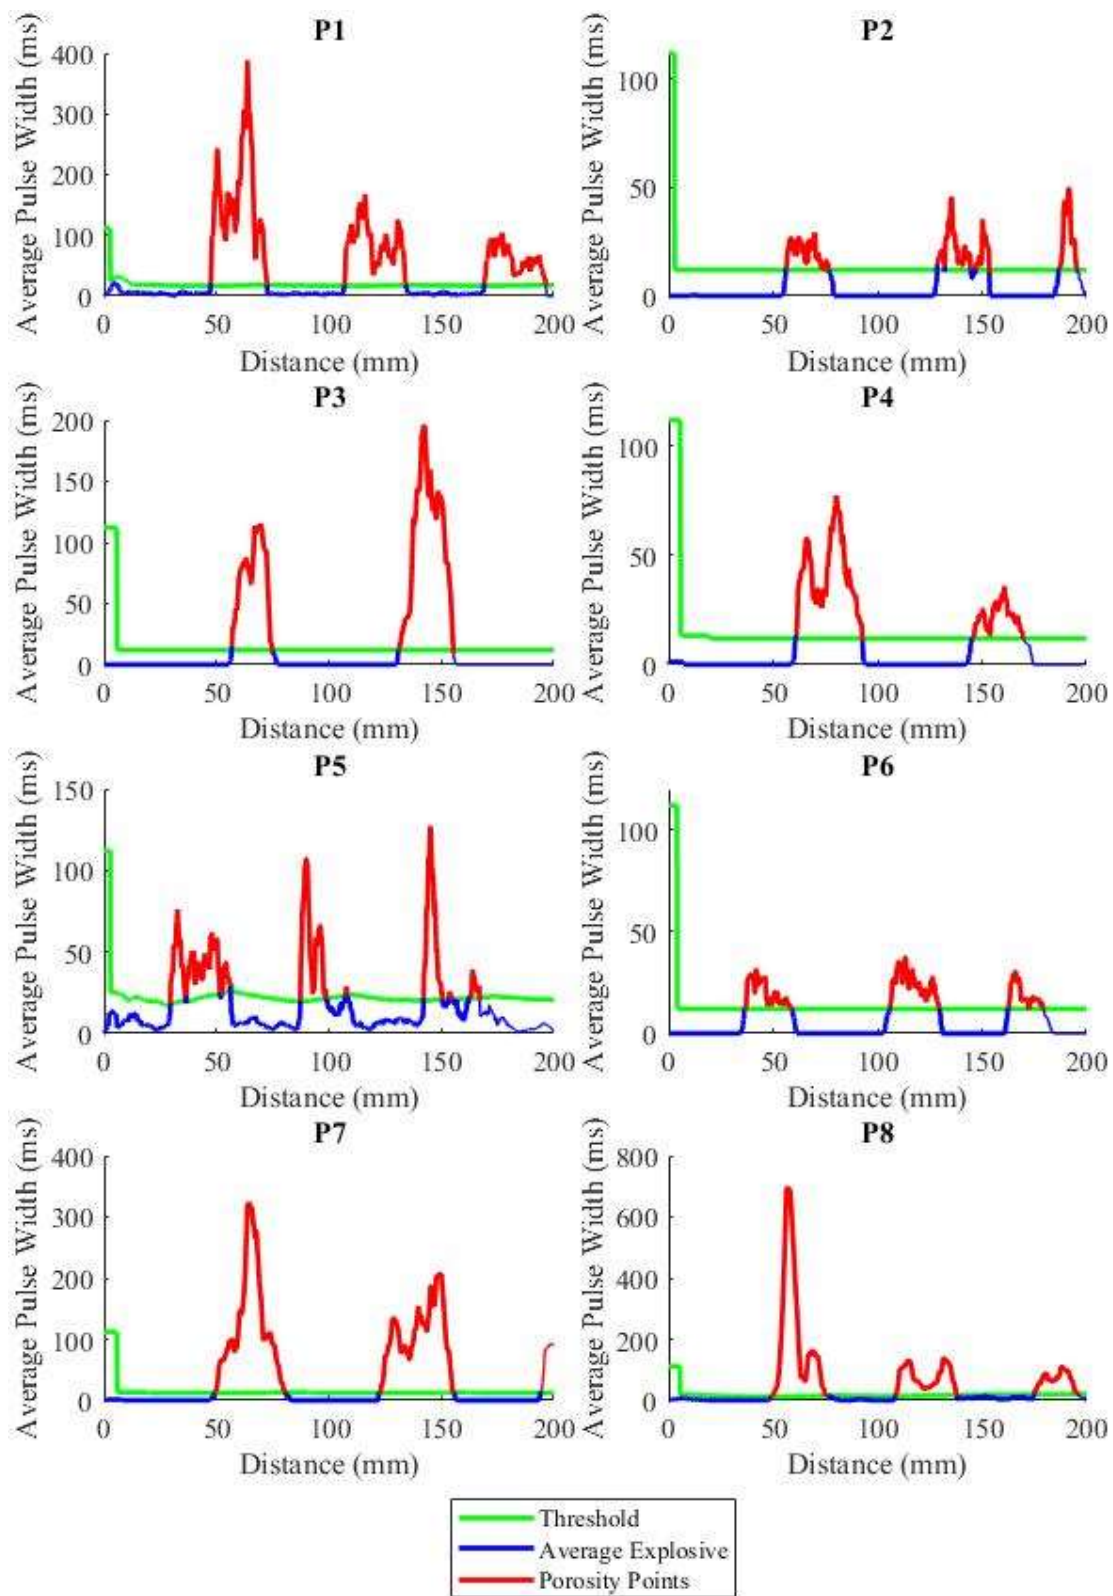 P1
Average Pulse Width (ms)
400
300
200
100
0
0 50 100 150 200
Distance (mm)
P2
Average Pulse Width (ms)
100
50
0
0 50 100 150 200
Distance (mm)
P3
Average Pulse Width (ms)
200
150
100
50
0
0 50 100 150 200
Distance (mm)
P4
Average Pulse Width (ms)
100
50
0
0 50 100 150 200
Distance (mm)
P5
Average Pulse Width (ms)
150
100
50
0
0 50 100 150 200
Distance (mm)
P6
Average Pulse Width (ms)
100
50
0
0 50 100 150 200
Distance (mm)
P7
Average Pulse Width (ms)
400
300
200
100
0
0 50 100 150 200
Distance (mm)
P8
Average Pulse Width (ms)
800
600
400
200
0
0 50 100 150 200
Distance (mm)
Threshold
Average Explosive
Porosity Points